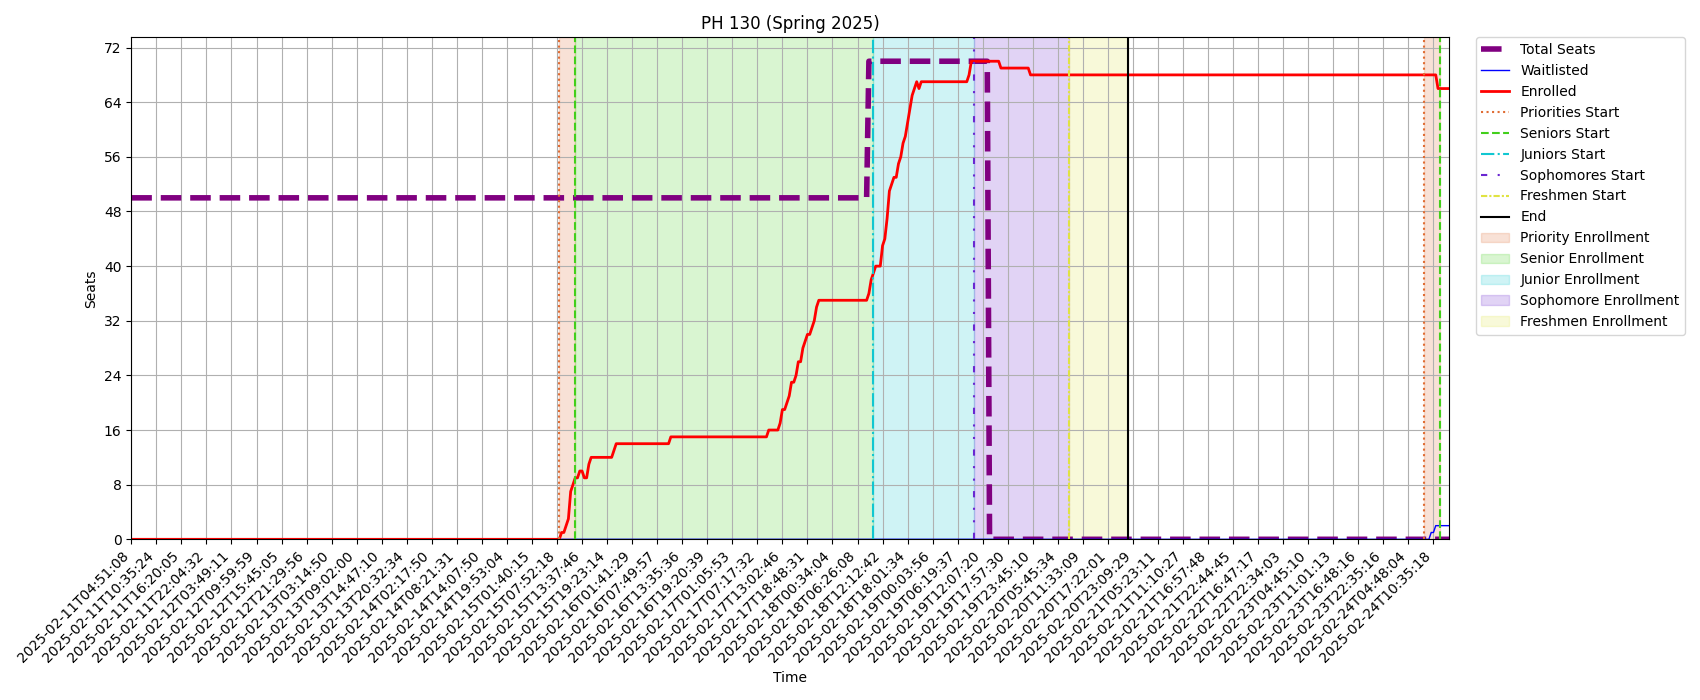 PH 130 (Spring 2025)
72
64
56
48
40
32
24
16
8
0
Seats
2025-02-11T04:51:08
2025-02-11T10:35:24
2025-02-11T16:20:05
2025-02-11T22:04:32
2025-02-12T03:49:11
2025-02-12T09:59:59
2025-02-12T15:45:05
2025-02-12T21:29:56
2025-02-13T03:14:50
2025-02-13T09:02:00
2025-02-13T14:47:10
2025-02-13T20:32:34
2025-02-14T02:17:50
2025-02-14T08:21:31
2025-02-14T14:07:50
2025-02-14T19:53:04
2025-02-15T01:40:15
2025-02-15T07:52:18
2025-02-15T13:37:46
2025-02-15T19:23:14
2025-02-16T01:41:29
2025-02-16T07:49:57
2025-02-16T13:35:36
2025-02-16T19:20:39
2025-02-17T01:05:53
2025-02-17T07:17:32
2025-02-17T13:02:46
2025-02-17T18:48:31
2025-02-18T00:34:04
2025-02-18T06:26:08
2025-02-18T12:12:42
2025-02-18T18:01:34
2025-02-19T00:03:56
2025-02-19T06:19:37
2025-02-19T12:07:20
2025-02-19T17:57:30
2025-02-19T23:45:10
2025-02-20T05:45:34
2025-02-20T11:33:09
2025-02-20T17:22:01
2025-02-20T23:09:29
2025-02-21T05:23:11
2025-02-21T11:10:27
2025-02-21T16:57:48
2025-02-21T22:44:45
2025-02-22T16:47:17
2025-02-22T22:34:03
2025-02-23T04:45:10
2025-02-23T11:01:13
2025-02-23T16:48:16
2025-02-23T22:35:16
2025-02-24T04:48:04
2025-02-24T10:35:18
Time
Total Seats
Waitlisted
Enrolled
Priorities Start
Seniors Start
Juniors Start
Sophomores Start
Freshmen Start
End
Priority Enrollment
Senior Enrollment
Junior Enrollment
Sophomore Enrollment
Freshmen Enrollment